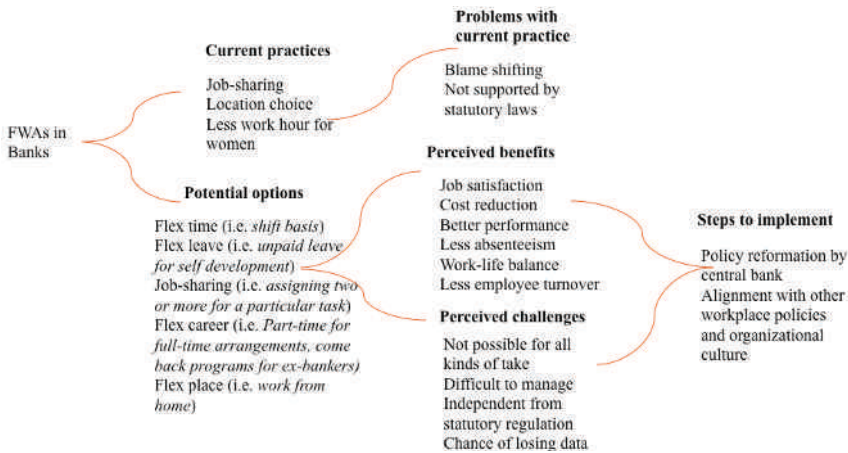 FWAs in
Banks
Current practices
Job-sharing
Location choice
Less work hour for
women
Problems with
current practice
Blame shifting
Not supported by
statutory laws
Potential options
Flex time (i.e. shift basis)
Flex leave (i.e. unpaid leave
for self development)
Job-sharing (i.e. assigning two
or more for a particular task)
Flex career (i.e. Part-time for
full-time arrangements, come
back programs for ex-bankers)
Flex place (i.e. work from
home)
Perceived benefits
Job satisfaction
Cost reduction
Better performance
Less absenteeism
Work-life balance
Less employee turnover
Perceived challenges
Not possible for all
kinds of take
Difficult to manage
Independent from
statutory regulation
Chance of losing data
Steps to implement
Policy reformation by
central bank
Alignment with other
workplace policies
and organizational
culture